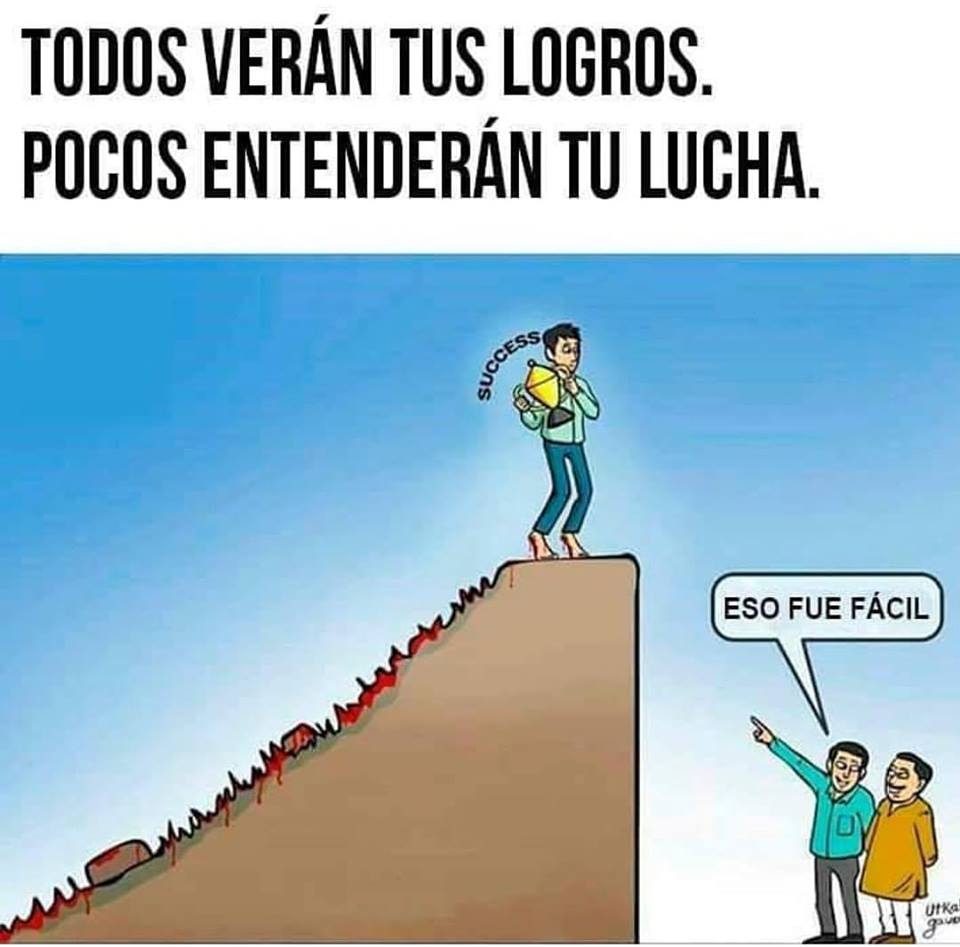 TODOS VERÁN TUS LOGROS.
POCOS ENTENDERÁN TU LUCHA.
SUCCESS
ESO FUE FÁCIL